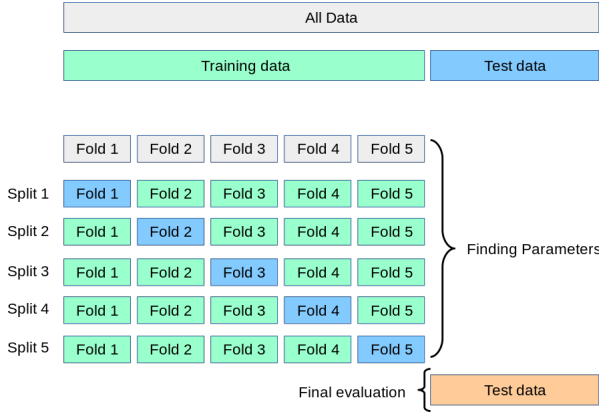 All Data
Training data Test data
Fold 1 Fold 2 Fold 3 Fold 4 Fold 5
Split 1 Fold 1 Fold 2 Fold 3 Fold 4 Fold 5
Split 2 Fold 1 Fold 2 Fold 3 Fold 4 Fold 5
Finding Parameters
Split 3 Fold 1 Fold 2 Fold 3 Fold 4 Fold 5
Split 4 Fold 1 Fold 2 Fold 3 Fold 4 Fold 5
Split 5 Fold 1 Fold 2 Fold 3 Fold 4 Fold 5
Final evaluation Test data